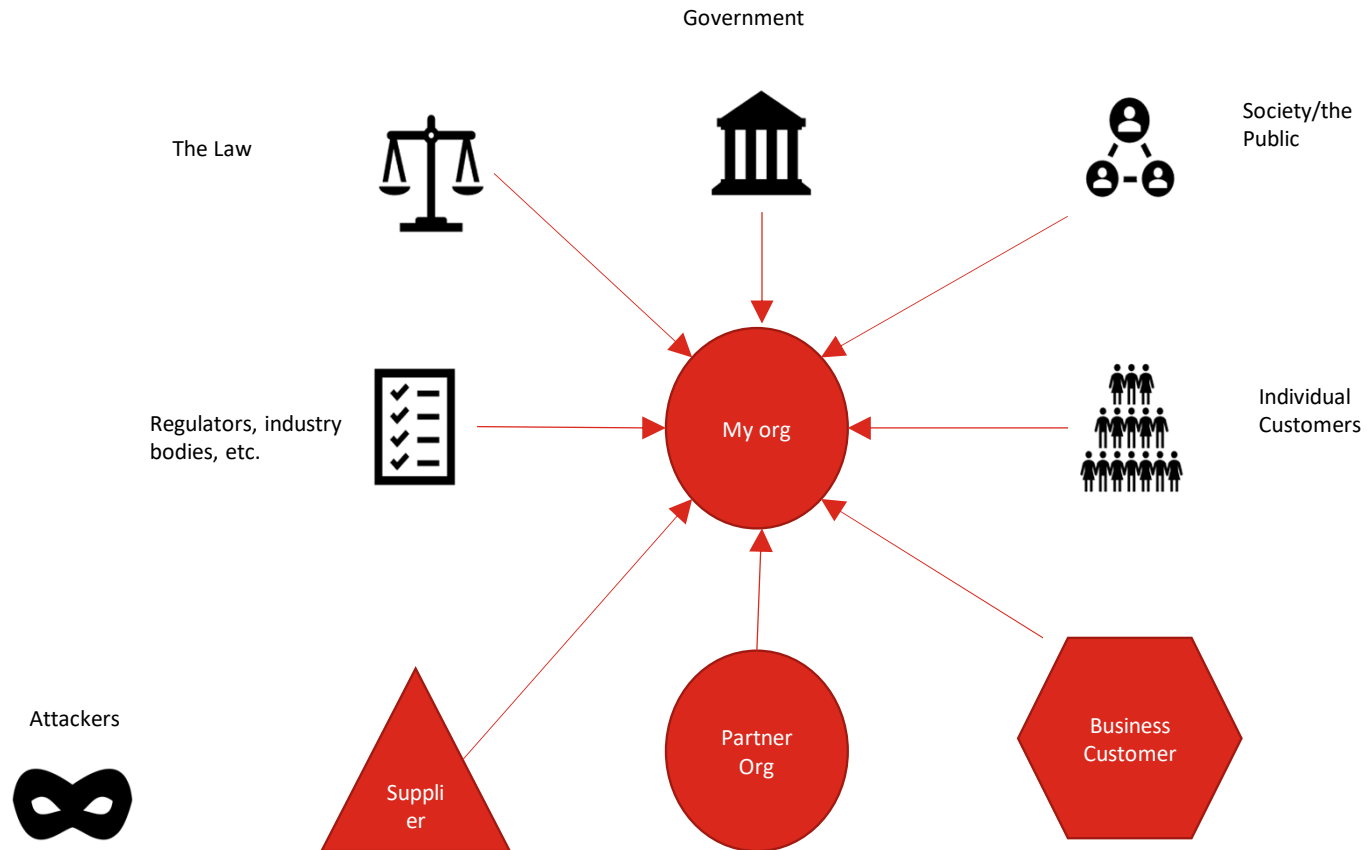 Government
The Law
Society/the
Public
Regulators, industry
bodies, etc.
My org
Individual
Customers
Attackers
Suppli
er
Partner
Org
Business
Customer